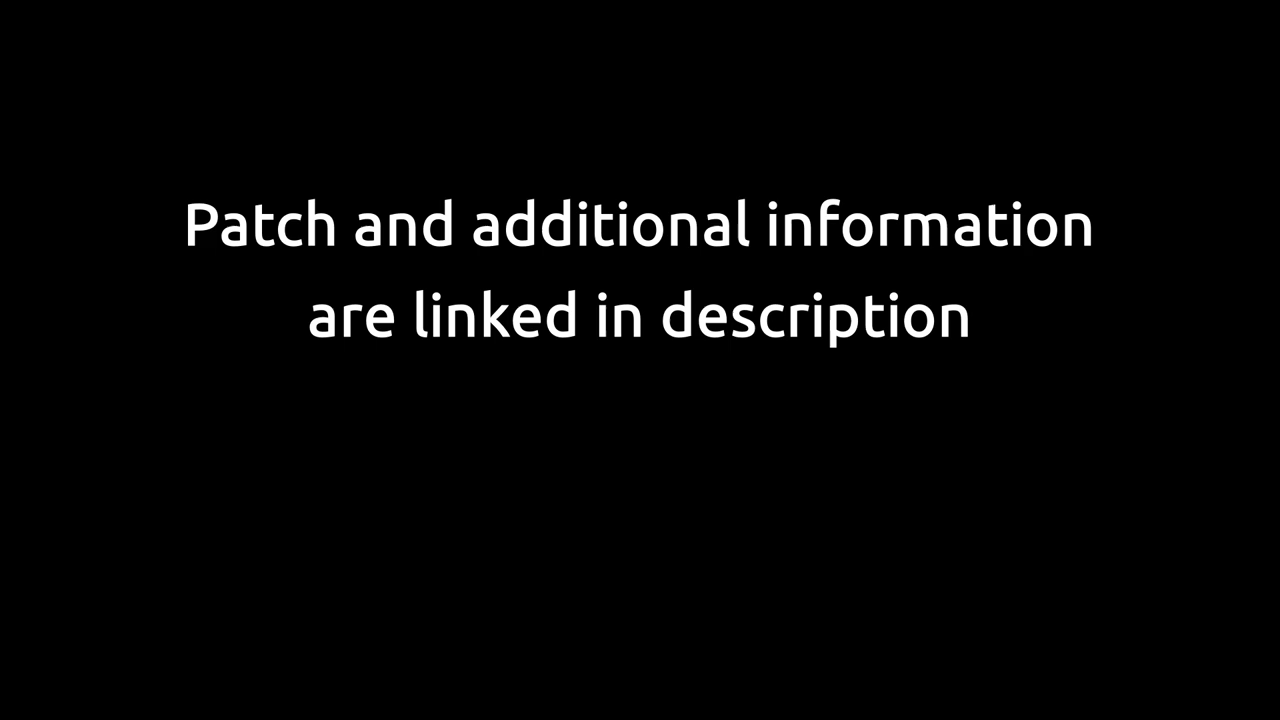 Patch and additional information
are linked in description